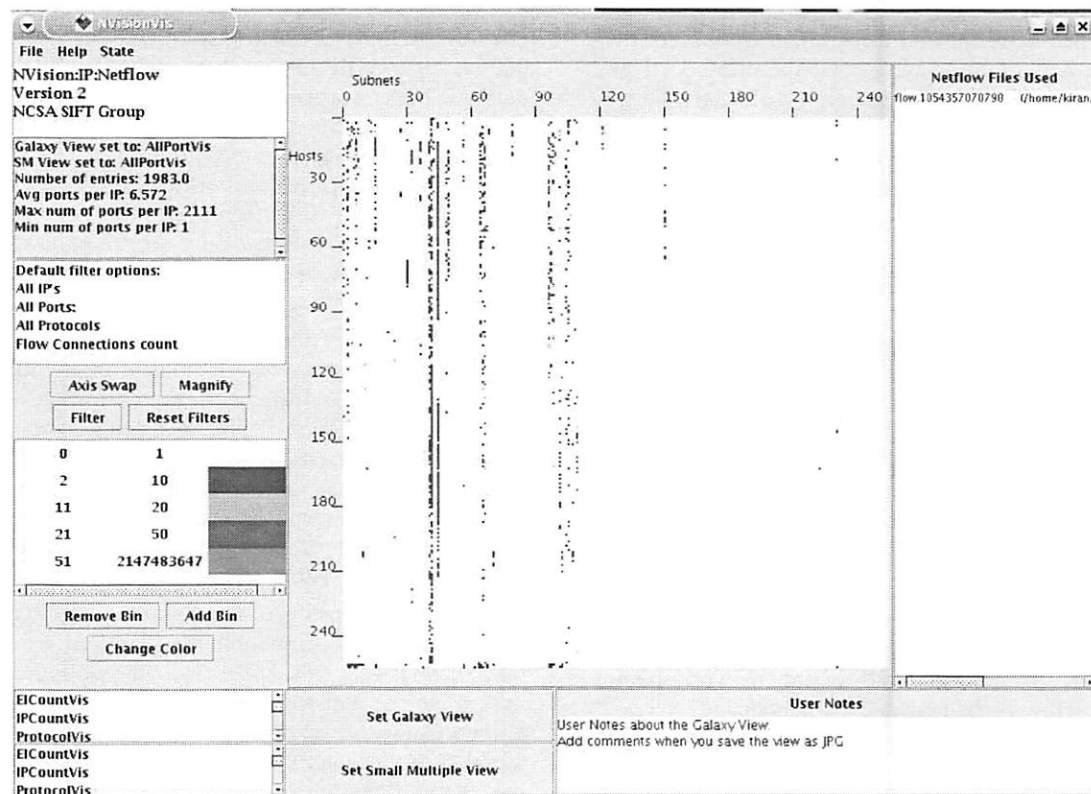 NVisionVis
File Help State
NVision:IP:Netflow
Version 2
NCSA SIFT Group
Galaxy View set to: AllPortVis
SM View set to: AllPortVis
Number of entries: 1983.0
Avg ports per IP: 6.572
Max num of ports per IP: 2111
Min num of ports per IP: 1
Default filter options:
All IP's
All Ports:
All Protocols
Flow Connections count
Axis Swap Magnify
Filter Reset Filters
0 1
2 10
11 20
21 50
51 2147483647
Remove Bin Add Bin
Change Color
EICountVis
IPCountVis
ProtocolVis
EICountVis
IPCountVis
ProtocolVis
Subnets
0 30 60 90 120 150 180 210 240
Hosts
30
60
90
120
150
180
210
240
Set Galaxy View
Set Small Multiple View
Netflow Files Used
flow.1054357070790 (/home/kiran.
User Notes
User Notes about the Galaxy View
Add comments when you save the view as JPG